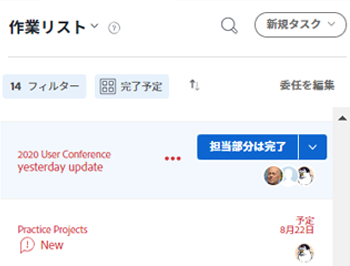 作業リスト
新規タスク
14 フィルター
完了予定
委任を編集
2020 User Conference
yesterday update
担当部分は完了
Practice Projects
New
予定
8月22日